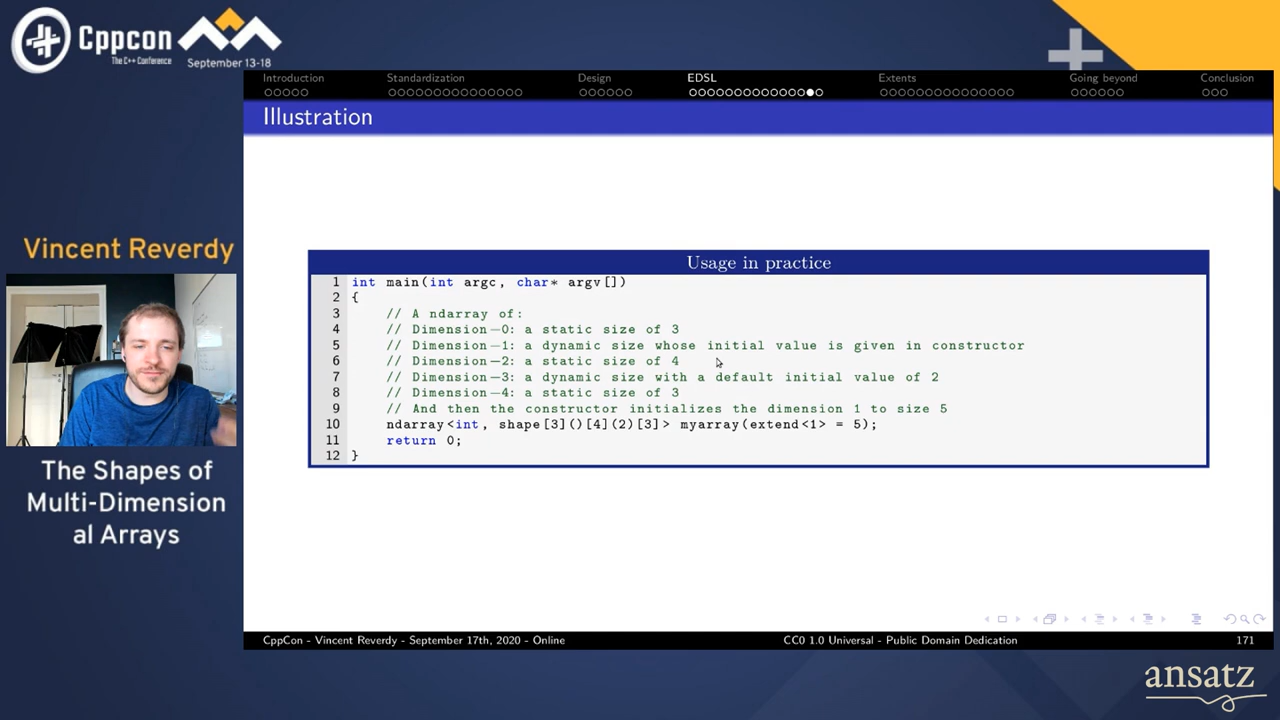 Cppcon
The C++ Conference
September 13-18
Introduction Standardization Design EDSL Extents Going beyond Conclusion
Illustration
Vincent Reverdy
The Shapes of
Multi-Dimension
al Arrays
Usage in practice
1 int main(int argc, char* argv[])
2 {
3 // A ndarray of:
4 // Dimension−0: a static size of 3
5 // Dimension−1: a dynamic size whose initial value is given in constructor
6 // Dimension−2: a static size of 4
7 // Dimension−3: a dynamic size with a default initial value of 2
8 // Dimension−4: a static size of 3
9 // And then the constructor initializes the dimension 1 to size 5
10 ndarray<int, shape[3]()[4](2)[3]> myarray(extend<1> = 5);
11 return 0;
12 }
CppCon - Vincent Reverdy - September 17th, 2020 - Online CC0 1.0 Universal - Public Domain Dedication 171
ansatz